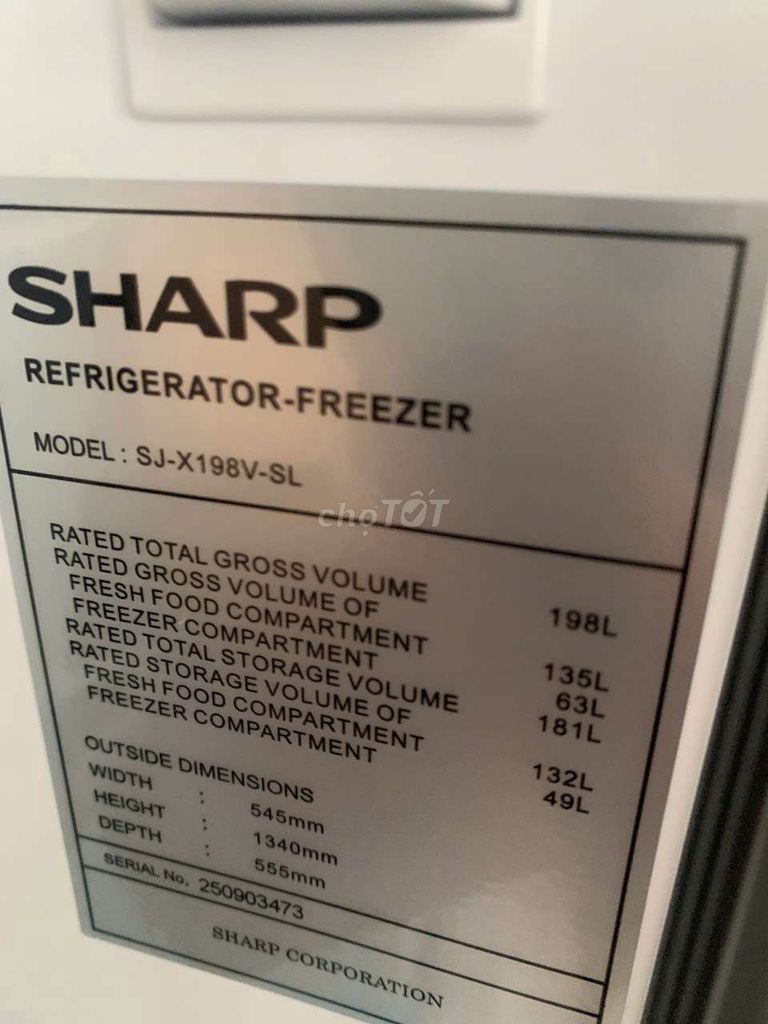 SHARP
REFRIGERATOR-FREEZER
MODEL : SJ-X198V-SL
chợTỐT
RATED TOTAL GROSS VOLUME 198L
RATED GROSS VOLUME OF
FRESH FOOD COMPARTMENT 135L
FREEZER COMPARTMENT 63L
RATED TOTAL STORAGE VOLUME 181L
RATED STORAGE VOLUME OF
FRESH FOOD COMPARTMENT 132L
FREEZER COMPARTMENT 49L
OUTSIDE DIMENSIONS
WIDTH : 545mm
HEIGHT : 1340mm
DEPTH : 555mm
SERIAL No. 250903473
SHARP CORPORATION